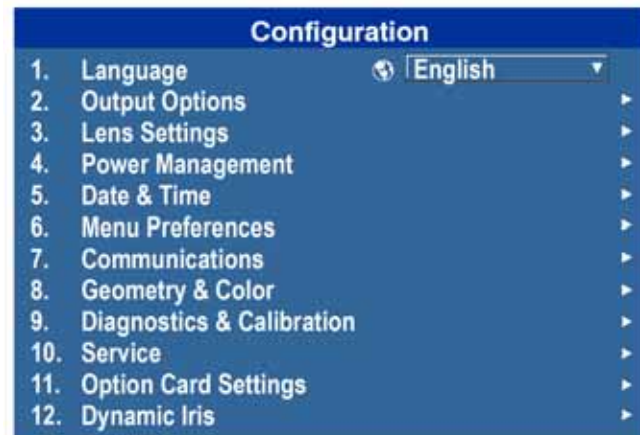 Configuration
1. Language English
2. Output Options
3. Lens Settings
4. Power Management
5. Date & Time
6. Menu Preferences
7. Communications
8. Geometry & Color
9. Diagnostics & Calibration
10. Service
11. Option Card Settings
12. Dynamic Iris